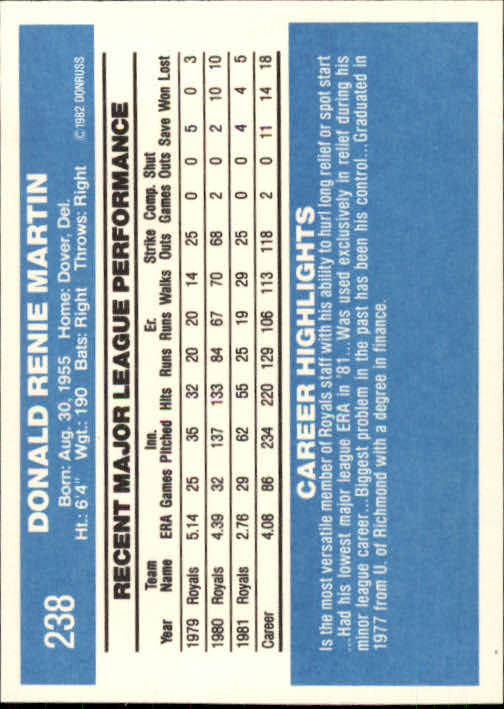 238
DONALD RENIE MARTIN
Born: Aug. 30, 1955 Home: Dover, Del.
Ht.: 6'4" Wgt.: 190 Bats: Right Throws: Right
©1982 DONRUSS
RECENT MAJOR LEAGUE PERFORMANCE
Year Team Name ERA Games Inn. Pitched Hits Runs Er. Runs Walks Strike Outs Comp. Games Shut Outs Save Won Lost
1979 Royals 5.14 25 35 32 20 20 14 25 0 0 5 0 3
1980 Royals 4.39 32 137 133 84 67 70 68 2 0 2 10 10
1981 Royals 2.76 29 62 55 25 19 29 25 0 0 4 4 5
Career 4.08 86 234 220 129 106 113 118 2 0 11 14 18
CAREER HIGHLIGHTS
Is the most versatile member of Royals staff with his ability to hurl long relief or spot start
...Had his lowest major league ERA in '81...Was used exclusively in relief during his
minor league career...Biggest problem in the past has been his control...Graduated in
1977 from U. of Richmond with a degree in finance.